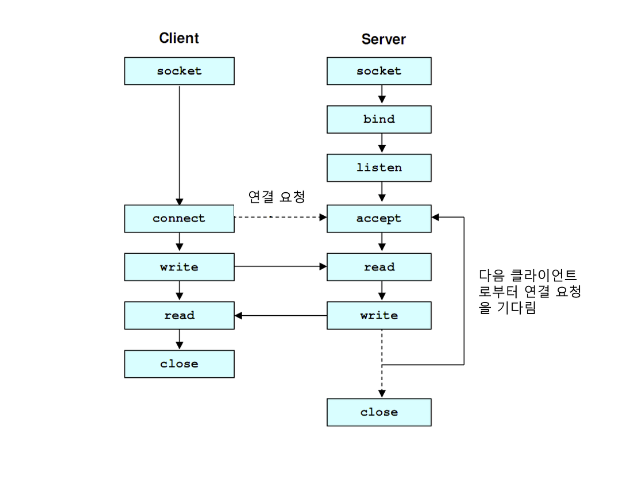 Client
Server
socket
socket
bind
listen
연결 요청
connect
accept
write
read
다음 클라이언트
로부터 연결 요청
을 기다림
read
write
close
close